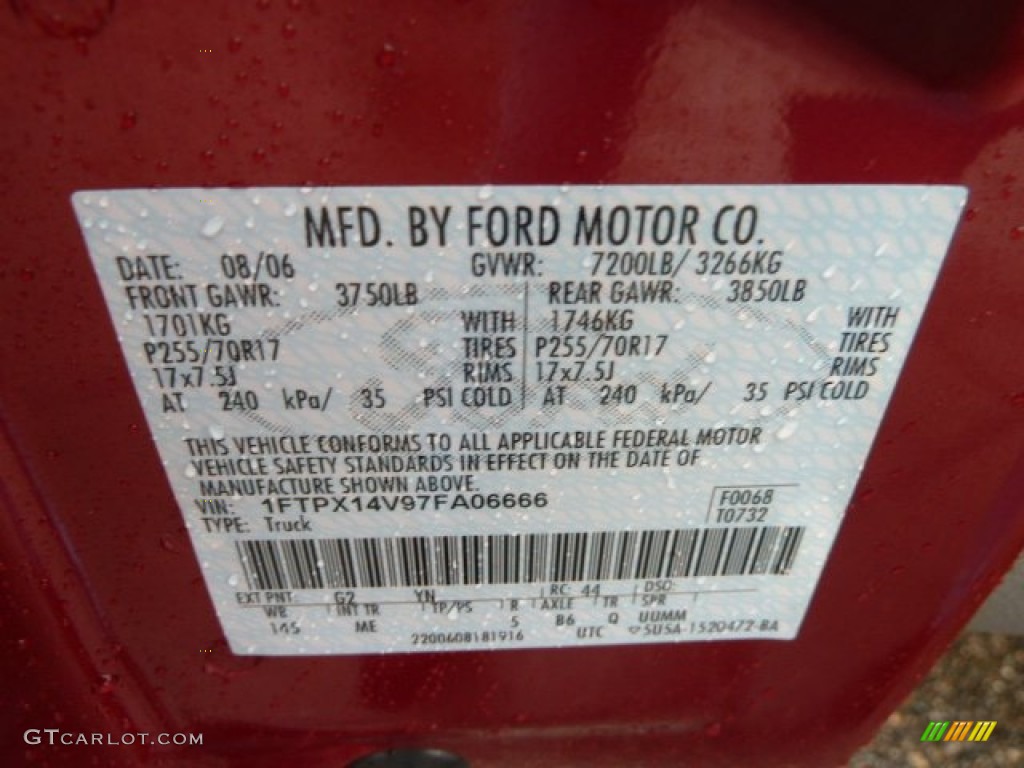 MFD. BY FORD MOTOR CO.
DATE: 08/06 GVWR: 7200LB/ 3266KG
FRONT GAWR: 3750LB REAR GAWR: 3850LB
1701KG WITH 1746KG WITH
P255/70R17 TIRES P255/70R17 TIRES
17x7.5J RIMS 17x7.5J RIMS
AT 240 kPa/ 35 PSI COLD AT 240 kPa/ 35 PSI COLD
THIS VEHICLE CONFORMS TO ALL APPLICABLE FEDERAL MOTOR
VEHICLE SAFETY STANDARDS IN EFFECT ON THE DATE OF
MANUFACTURE SHOWN ABOVE.
VIN: 1FTPX14V97FA06666 F0068
TYPE: Truck T0732
EXT PNT: G2 YN RC: 44 DSO:
WB INT TR TP/PS R AXLE TR SPR
145 ME 5 B6 Q UUMM
2200608181916 UTC 5U5A-1520472-BA
GTCARLOT.COM